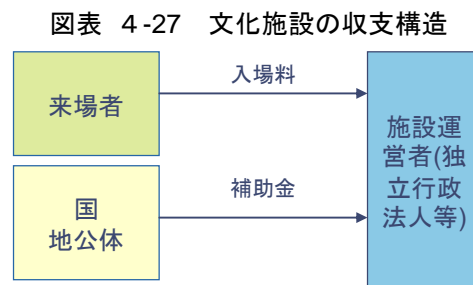 図表 4-27 文化施設の収支構造
入場料
来場者
施設運
営者(独
立行政
法人等)
補助金
国
地公体